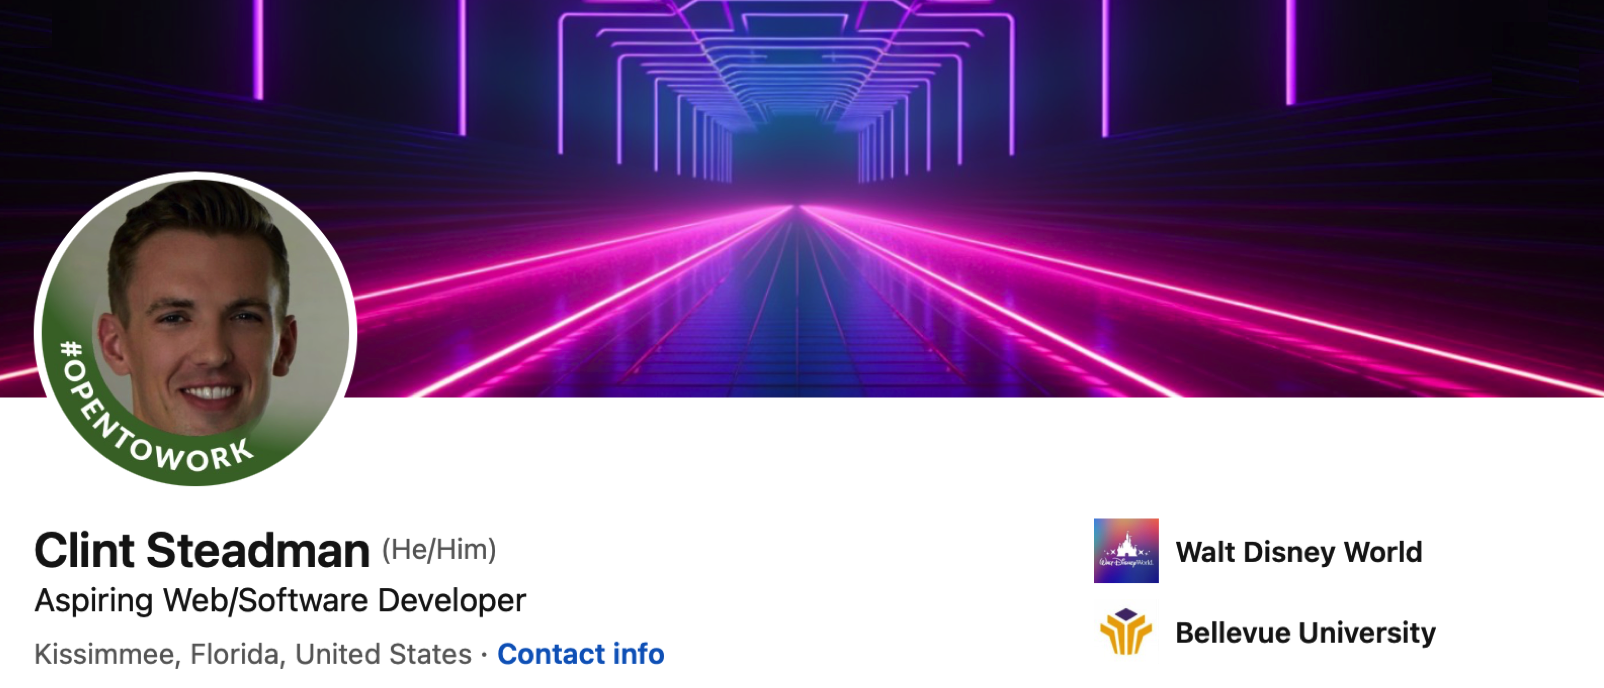 #OPENTOWORK
Clint Steadman (He/Him)
Aspiring Web/Software Developer
Kissimmee, Florida, United States · Contact info
Walt Disney World
Walt Disney World
Bellevue University